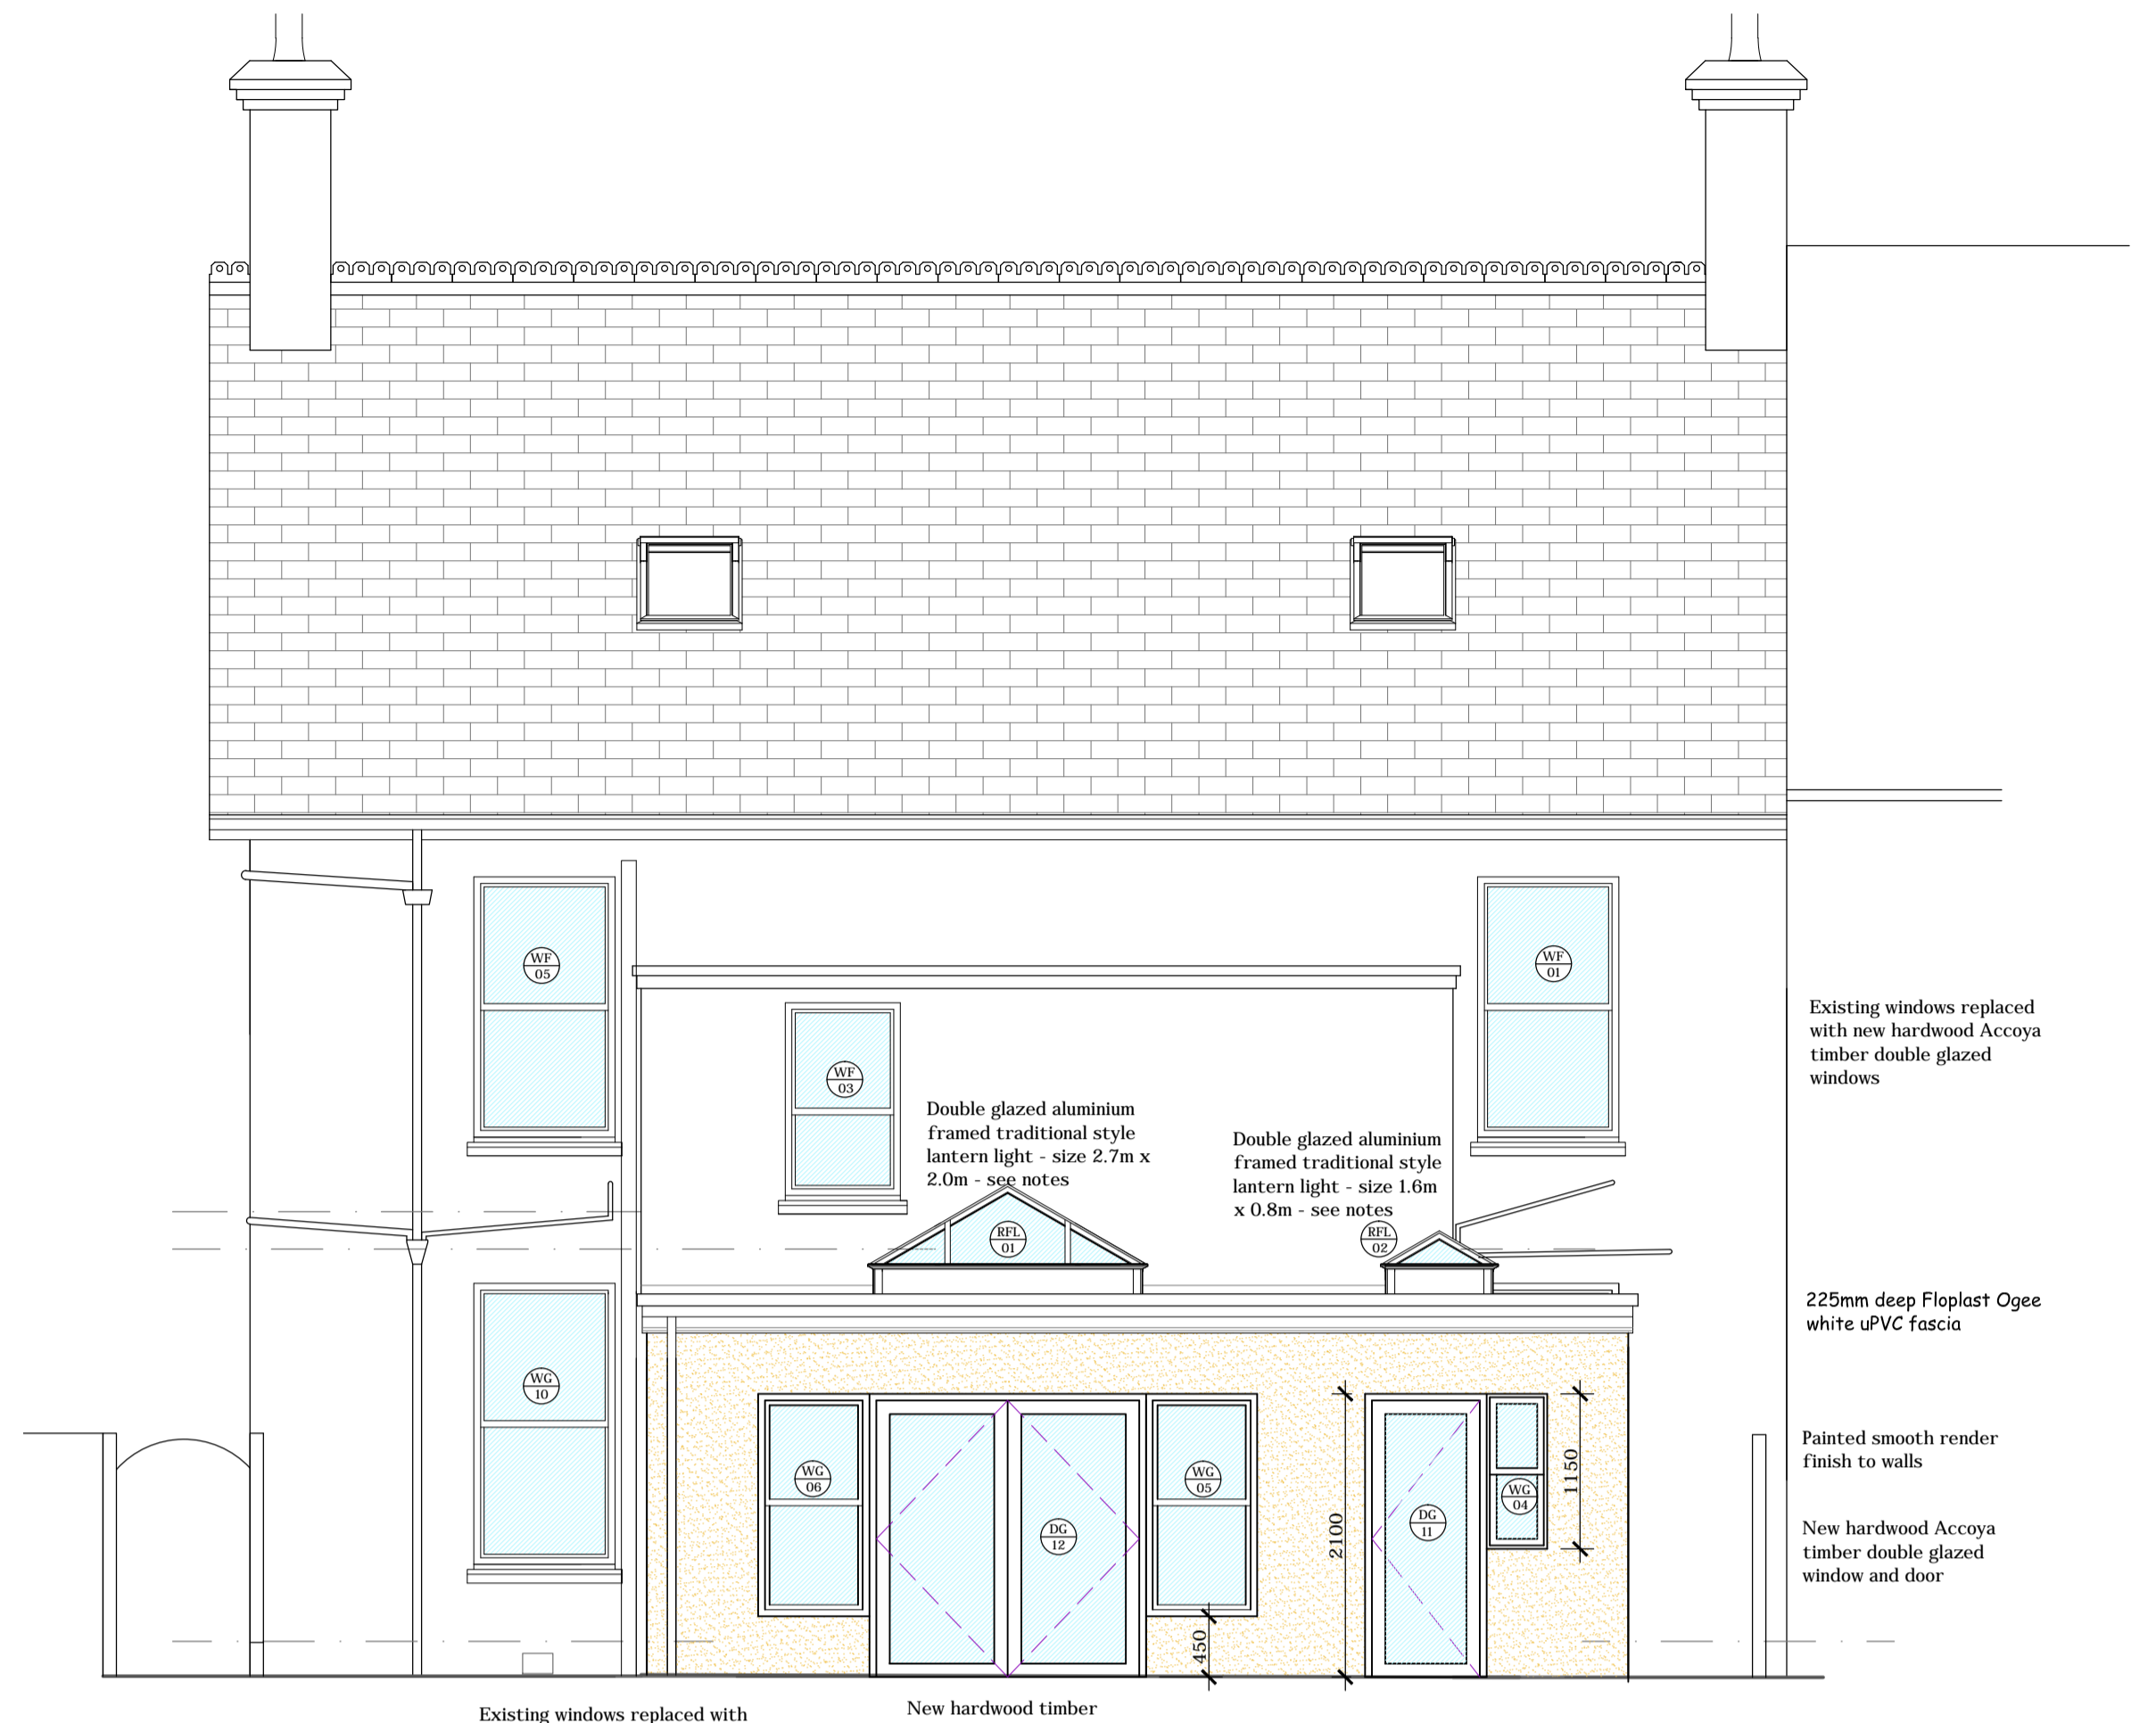 WF
05
WF
01
Existing windows replaced
with new hardwood Accoya
timber double glazed
windows
WF
03
Double glazed aluminium
framed traditional style
lantern light - size 2.7m x
2.0m - see notes
Double glazed aluminium
framed traditional style
lantern light - size 1.6m
x 0.8m - see notes
RFL
01
RFL
02
225mm deep Floplast Ogee
white uPVC fascia
WG
10
WG
06
WG
05
DG
12
DG
11
WG
04
2100
1150
450
Painted smooth render
finish to walls
New hardwood Accoya
timber double glazed
window and door
Existing windows replaced with
New hardwood timber